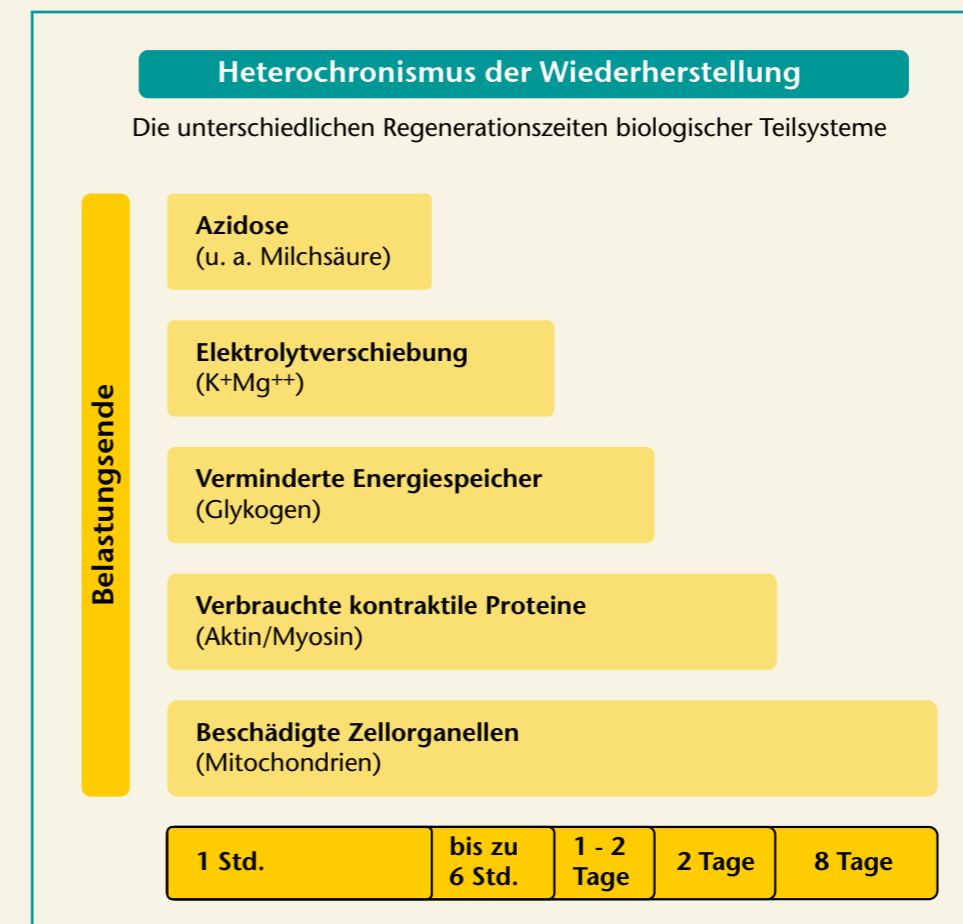 Heterochronismus der Wiederherstellung
Die unterschiedlichen Regenerationszeiten biologischer Teilsysteme
Belastungsende
Azidose
(u. a. Milchsäure)
Elektrolytverschiebung
(K⁺Mg⁺⁺)
Verminderte Energiespeicher
(Glykogen)
Verbrauchte kontraktile Proteine
(Aktin/Myosin)
Beschädigte Zellorganellen
(Mitochondrien)
1 Std.
bis zu
6 Std.
1 - 2
Tage
2 Tage
8 Tage